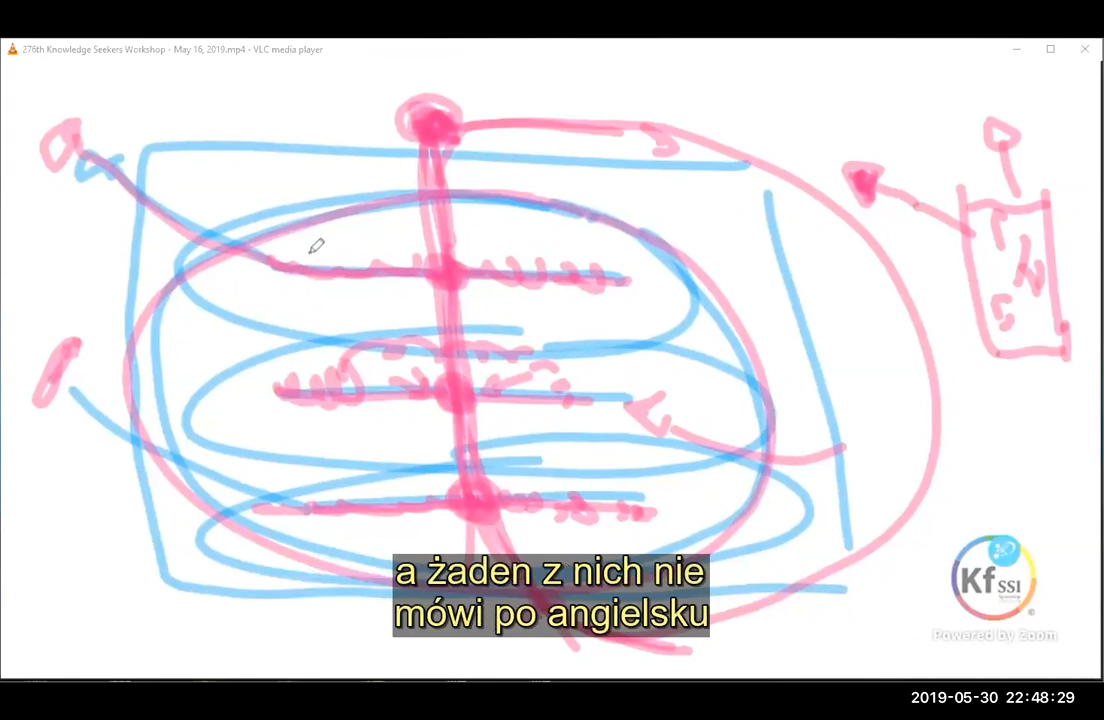 276th Knowledge Seekers Workshop - May 16, 2019.mp4 - VLC media player
a żaden z nich nie
mówi po angielsku
Kf SSI
Powered by Zoom
2019-05-30 22:48:29